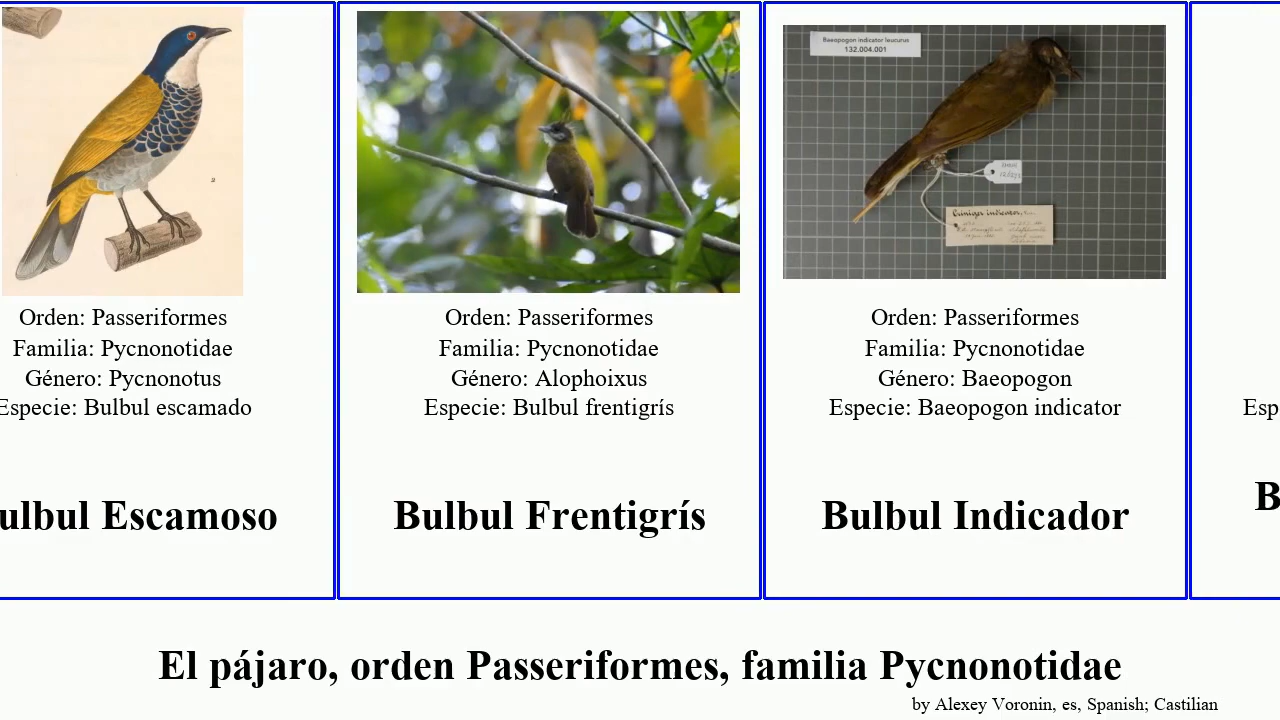 Baeopogon indicator leucurus
132.004.001
Criniger indicator,
Orden: Passeriformes
Familia: Pycnonotidae
Género: Pycnonotus
Especie: Bulbul escamado
ulbul Escamoso
Orden: Passeriformes
Familia: Pycnonotidae
Género: Alophoixus
Especie: Bulbul frentigrís
Bulbul Frentigrís
Orden: Passeriformes
Familia: Pycnonotidae
Género: Baeopogon
Especie: Baeopogon indicator
Bulbul Indicador
Esp
B
El pájaro, orden Passeriformes, familia Pycnonotidae
by Alexey Voronin, es, Spanish; Castilian